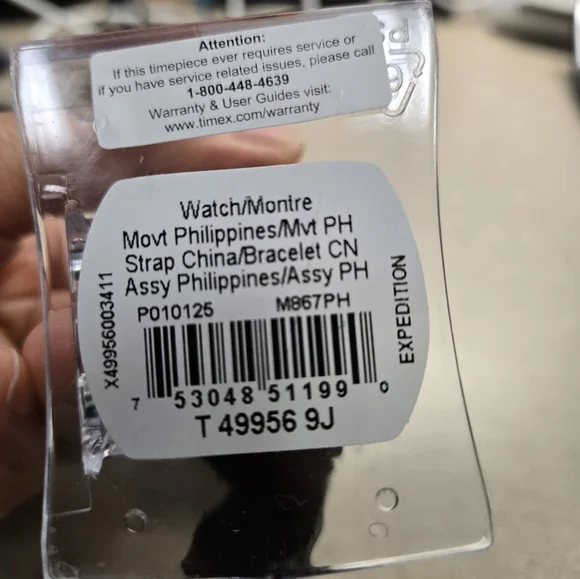 Attention:
If this timepiece ever requires service or
if you have service related issues, please call
1-800-448-4639
Warranty & User Guides visit:
www.timex.com/warranty
Watch/Montre
Movt Philippines/Mvt PH
Strap China/Bracelet CN
Assy Philippines/Assy PH
P010125 M867PH
X49956003411
EXPEDITION
7 53048 51199 0
T 49956 9J